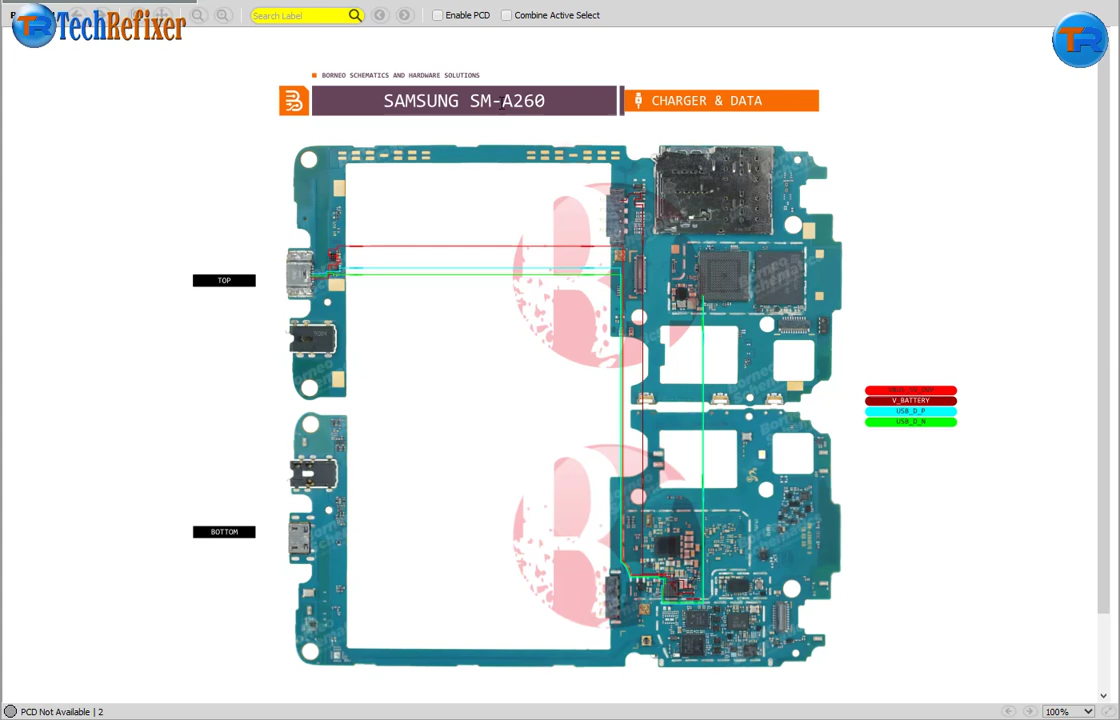 TechRefixer
Search Label
Enable PCD
Combine Active Select
BORNEO SCHEMATICS AND HARDWARE SOLUTIONS
SAMSUNG SM-A260
CHARGER & DATA
TOP
V_BATTERY
USB_D_P
USB_D_N
BOTTOM
PCD Not Available | 2
100%